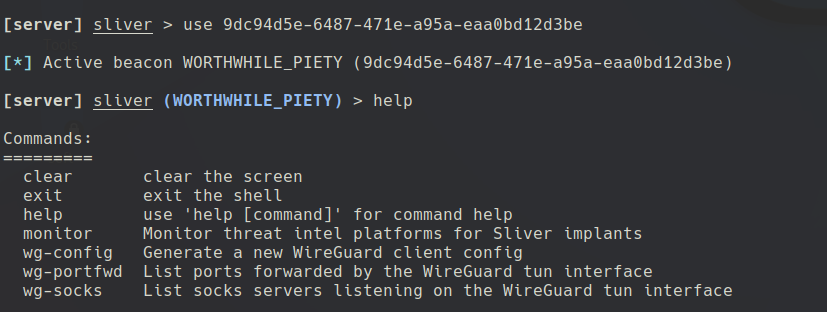 [server] sliver > use 9dc94d5e-6487-471e-a95a-eaa0bd12d3be
[*] Active beacon WORTHWHILE_PIETY (9dc94d5e-6487-471e-a95a-eaa0bd12d3be)
[server] sliver (WORTHWHILE_PIETY) > help
Commands:
=========
clear       clear the screen
exit        exit the shell
help        use 'help [command]' for command help
monitor     Monitor threat intel platforms for Sliver implants
wg-config   Generate a new WireGuard client config
wg-portfwd  List ports forwarded by the WireGuard tun interface
wg-socks    List socks servers listening on the WireGuard tun interface